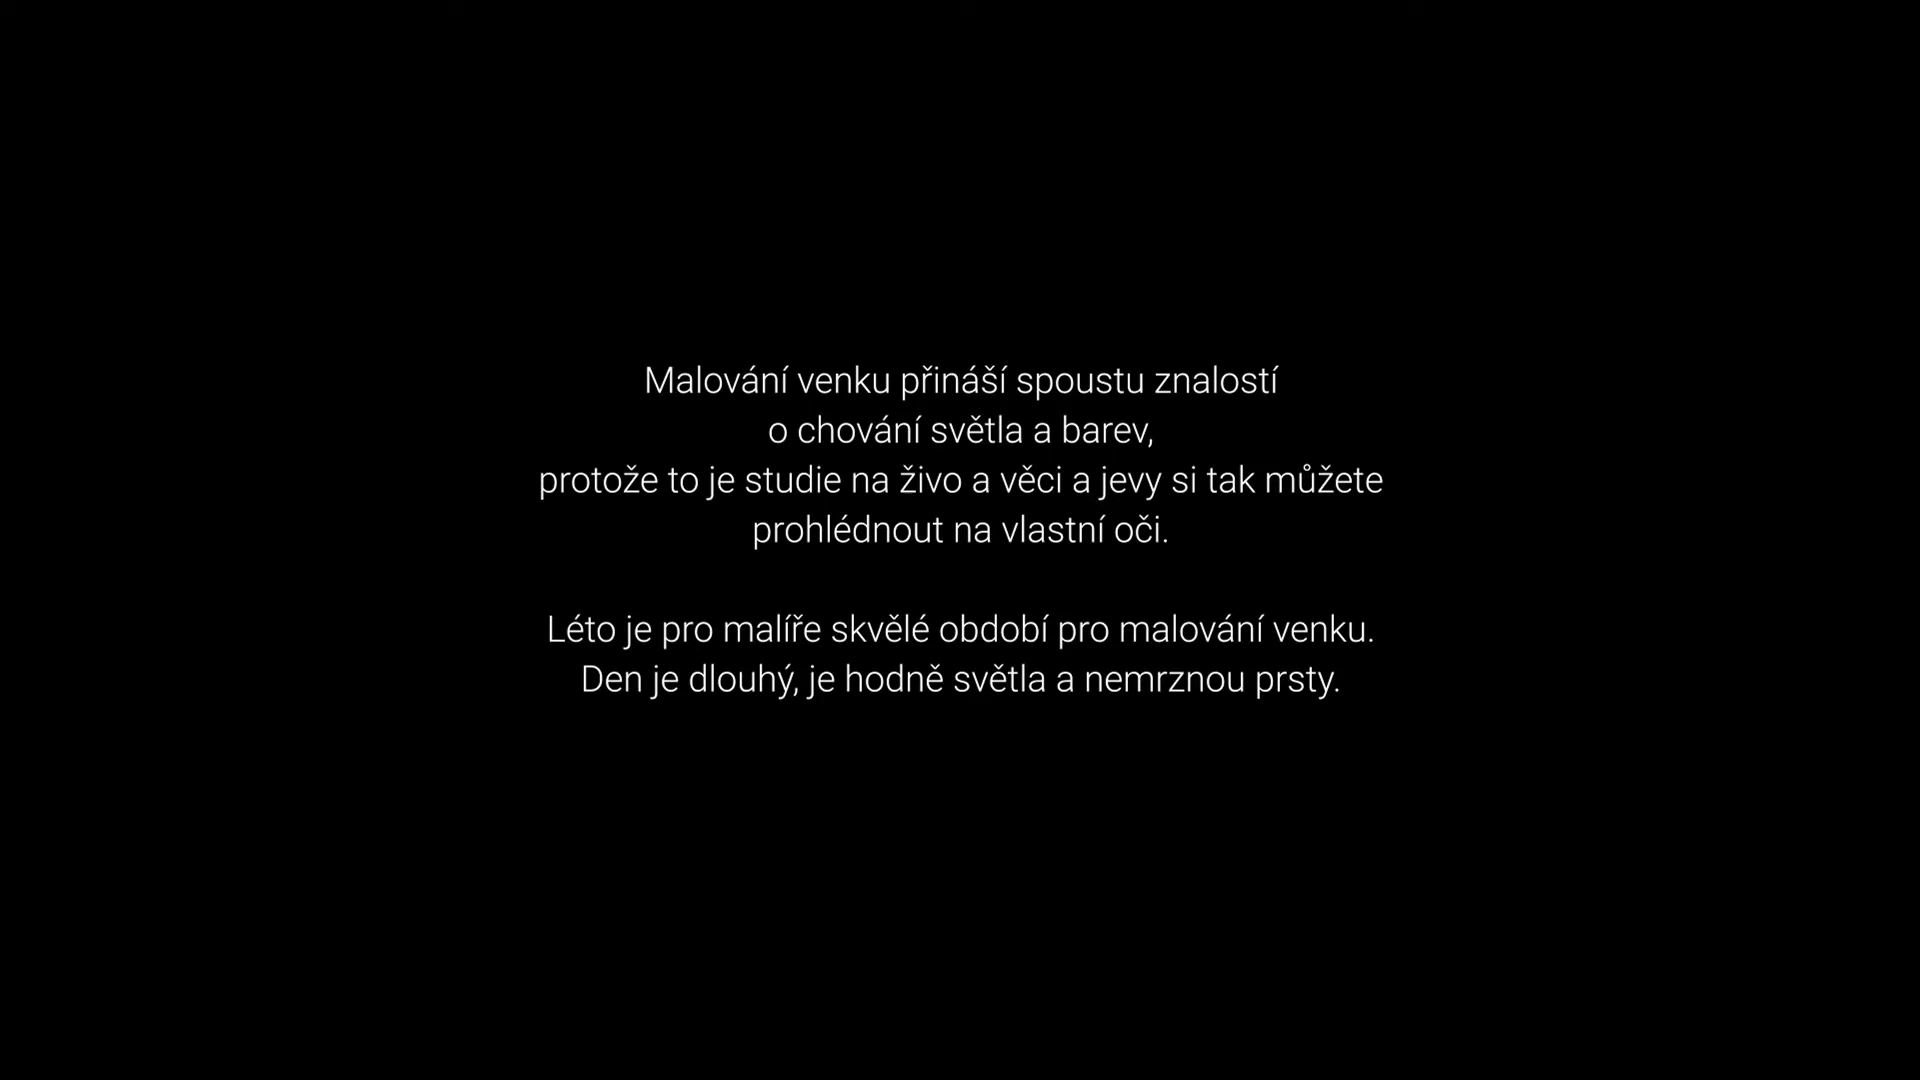 Malování venku přináší spoustu znalostí
o chování světla a barev,
protože to je studie na živo a věci a jevy si tak můžete
prohlédnout na vlastní oči.
Léto je pro malíře skvělé období pro malování venku.
Den je dlouhý, je hodně světla a nemrznou prsty.